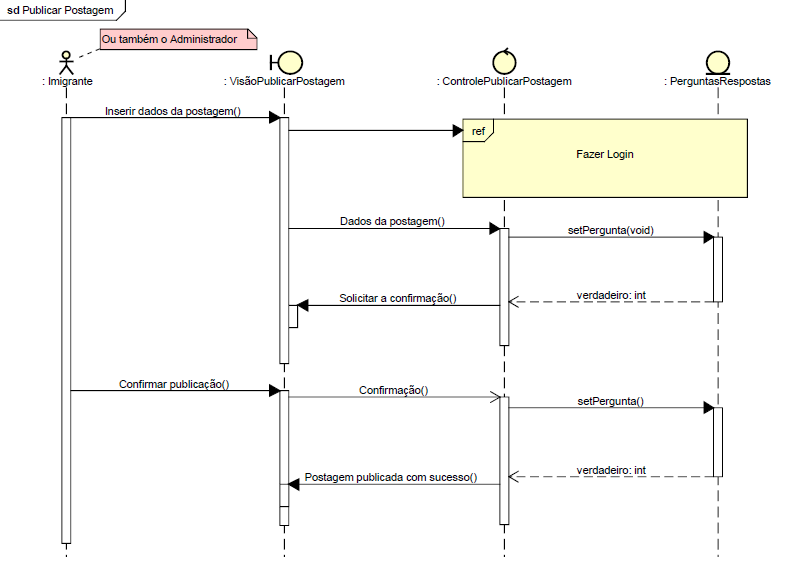 sd Publicar Postagem
Ou também o Administrador
: Imigrante
: VisãoPublicarPostagem
: ControlePublicarPostagem
: PerguntasRespostas
Inserir dados da postagem()
ref
Fazer Login
Dados da postagem()
setPergunta(void)
Solicitar a confirmação()
verdadeiro: int
Confirmar publicação()
Confirmação()
setPergunta()
Postagem publicada com sucesso()
verdadeiro: int